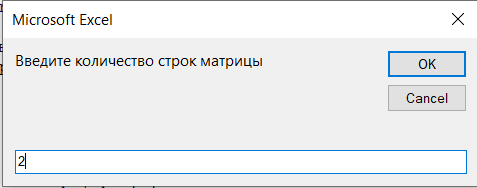 Microsoft Excel
Введите количество строк матрицы
OK
Cancel
2